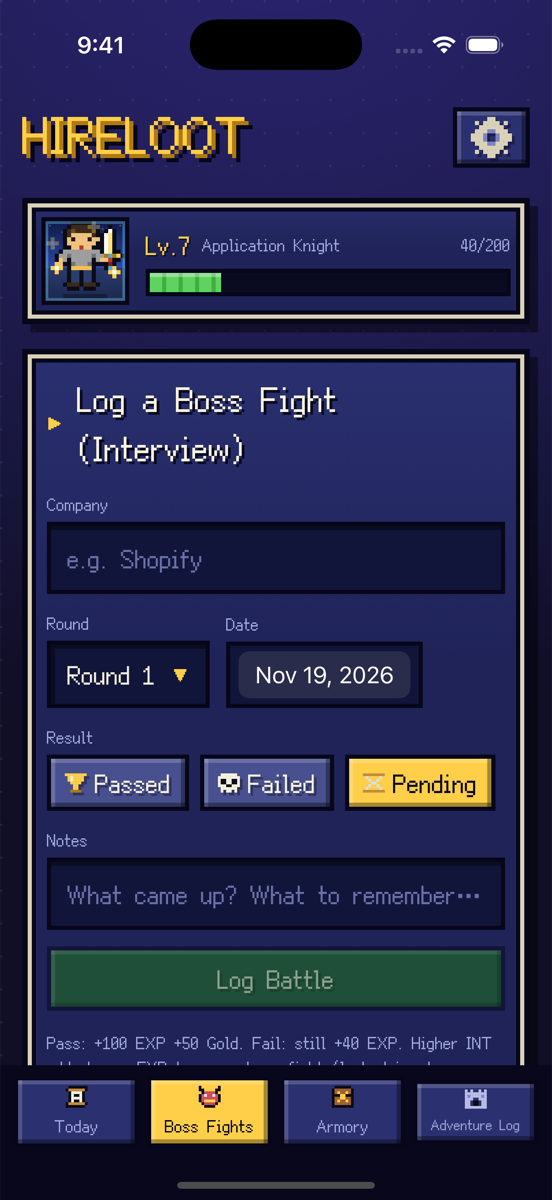 9:41
HIRELOOT
Lv.7 Application Knight 40/200
Log a Boss Fight
(Interview)
Company
e.g. Shopify
Round Date
Round 1 ▼ Nov 19, 2026
Result
Passed Failed Pending
Notes
What came up? What to remember…
Log Battle
Pass: +100 EXP +50 Gold. Fail: still +40 EXP. Higher INT
Today Boss Fights Armory Adventure Log